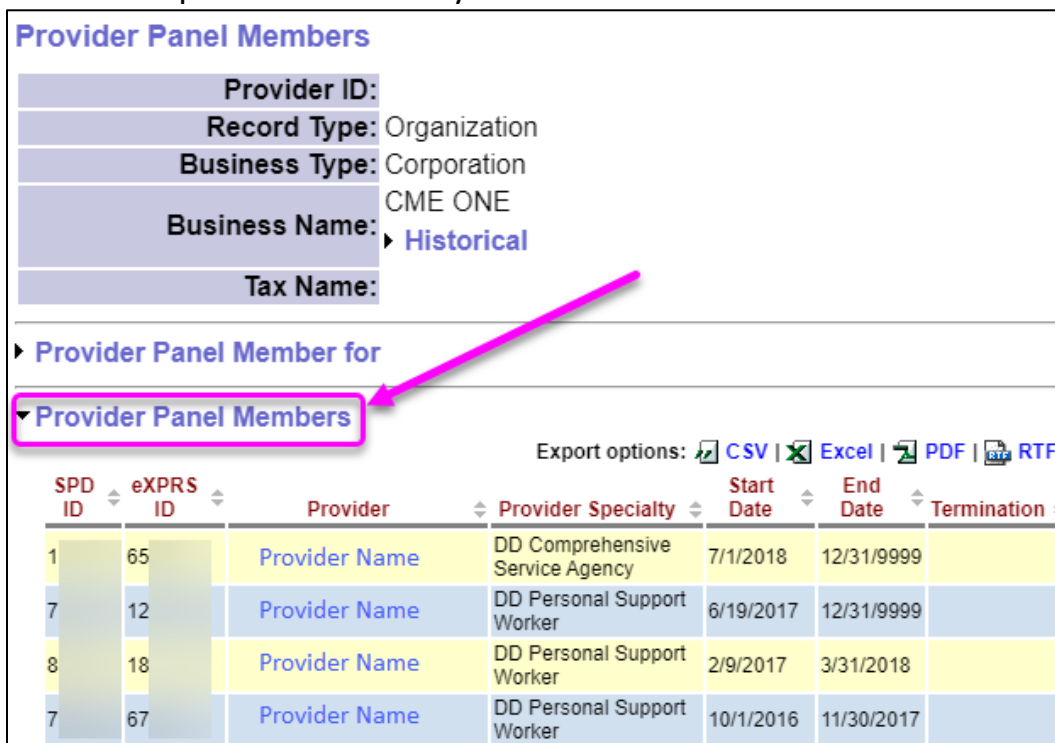 Provider Panel Members
Provider ID:
Record Type: Organization
Business Type: Corporation
Business Name: CME ONE
Historical
Tax Name:
Provider Panel Member for
Provider Panel Members
Export options: CSV | Excel | PDF | RTF
SPD ID eXPRS ID Provider Provider Specialty Start Date End Date Termination
1 65 Provider Name DD Comprehensive Service Agency 7/1/2018 12/31/9999
7 12 Provider Name DD Personal Support Worker 6/19/2017 12/31/9999
8 18 Provider Name DD Personal Support Worker 2/9/2017 3/31/2018
7 67 Provider Name DD Personal Support Worker 10/1/2016 11/30/2017